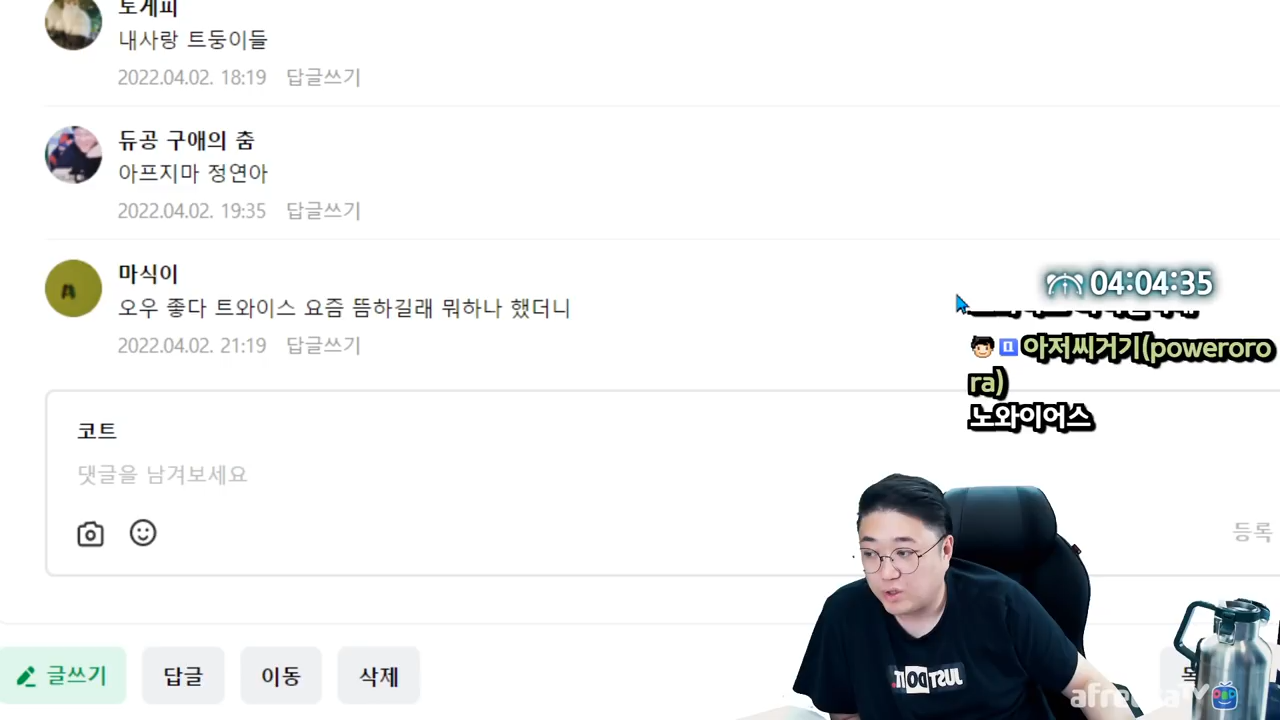 토게피
내사랑 트둥이들
2022.04.02. 18:19 답글쓰기
듀공 구애의 춤
아프지마 정연아
2022.04.02. 19:35 답글쓰기
마식이
오우 좋다 트와이스 요즘 뜸하길래 뭐하나 했더니
2022.04.02. 21:19 답글쓰기
04:04:35
아저씨거기(poweroro
ra)
노와이어스
코트
댓글을 남겨보세요
등록
글쓰기 답글 이동 삭제
JUST DO IT.
afreecaTV